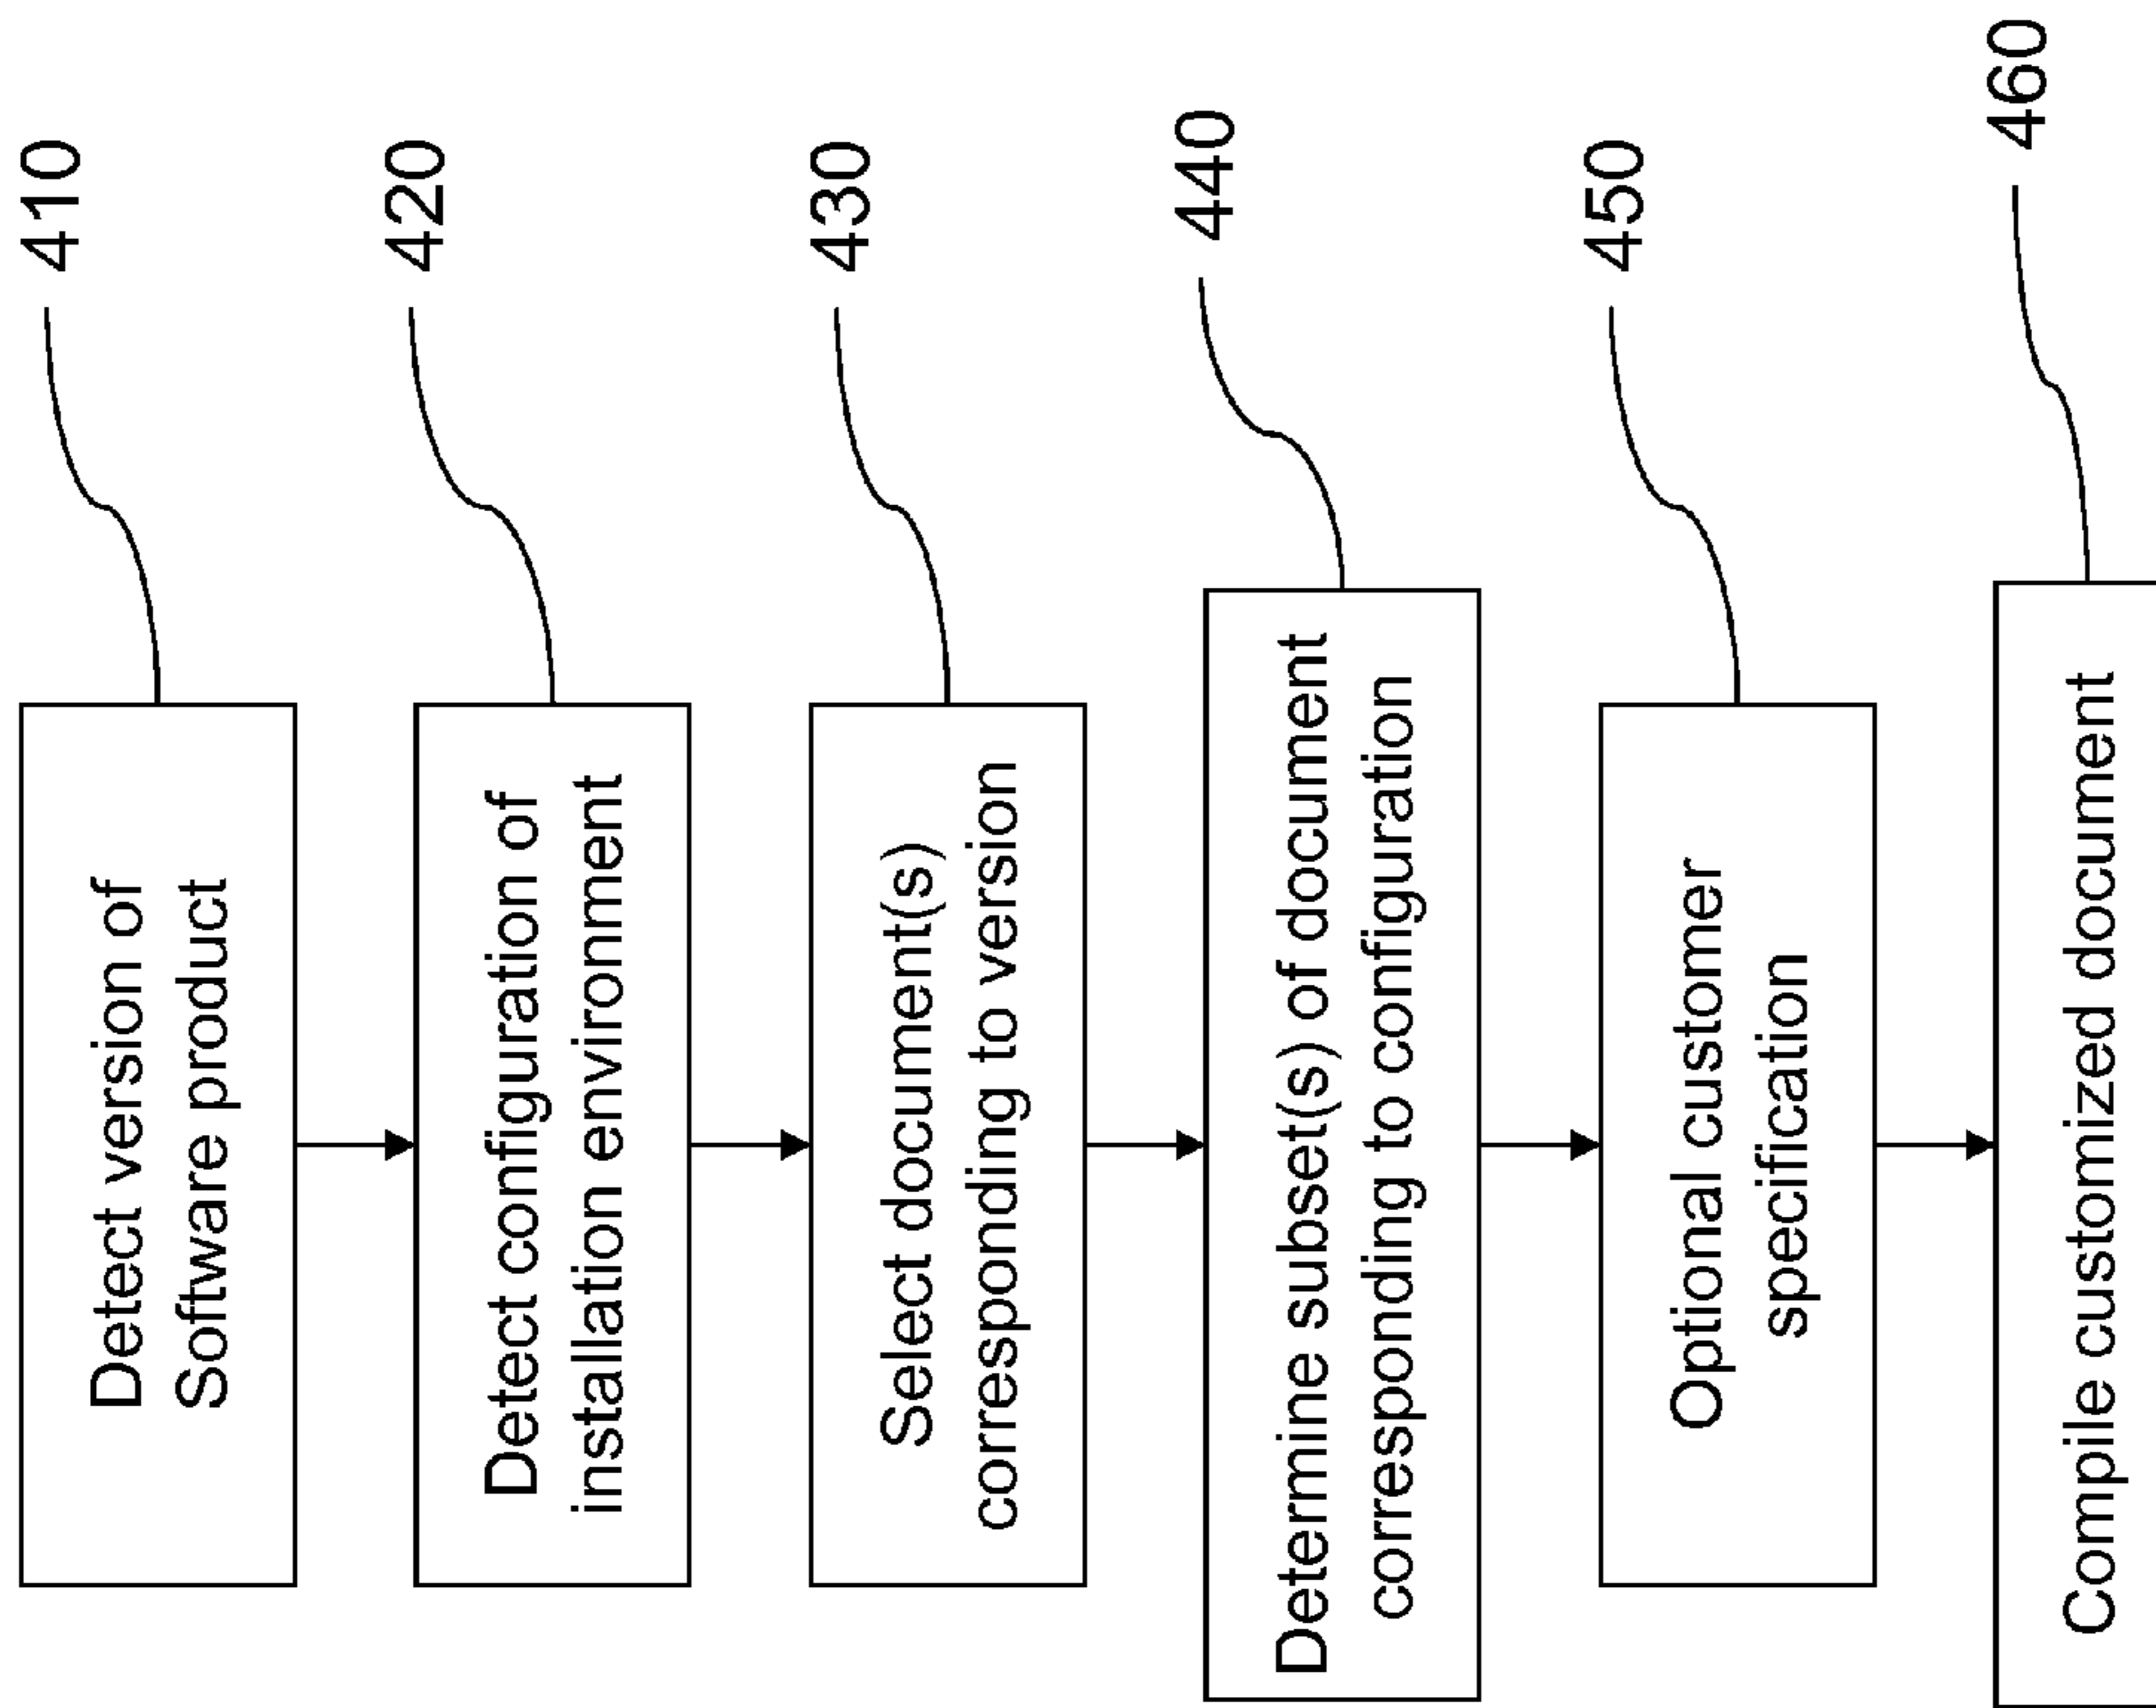 Detect version of
Software product
410
Detect configuration of
installation environment
420
Select document(s)
corresponding to version
430
Determine subset(s) of document
corresponding to configuration
440
Optional customer
specification
450
Compile customized document
460